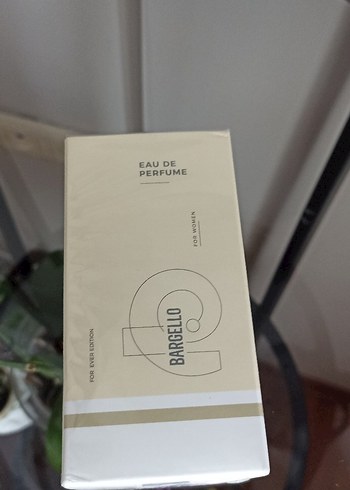 EAU DE
PERFUME
FOR WOMEN
BARGELLO
FOR EVER EDITION